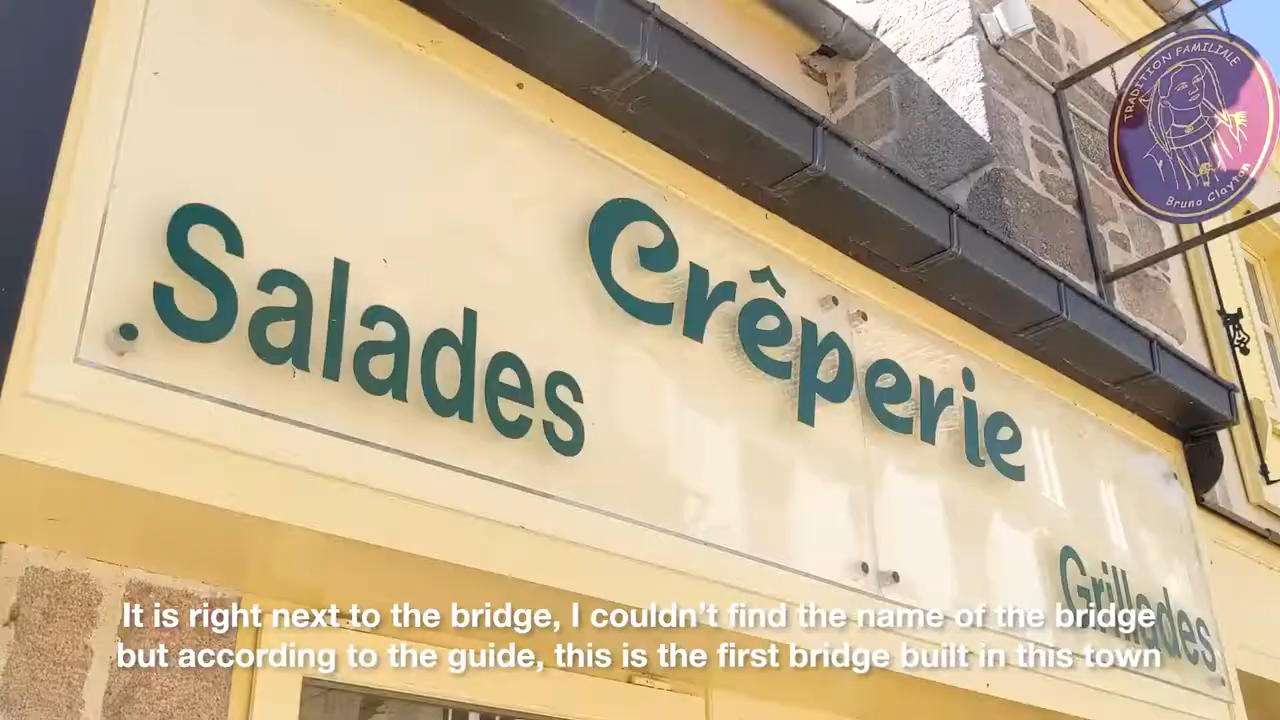 Salades
Crêperie
Grillades
TRADITION FAMILIALE
Bruno Clayton
It is right next to the bridge, I couldn't find the name of the bridge
but according to the guide, this is the first bridge built in this town